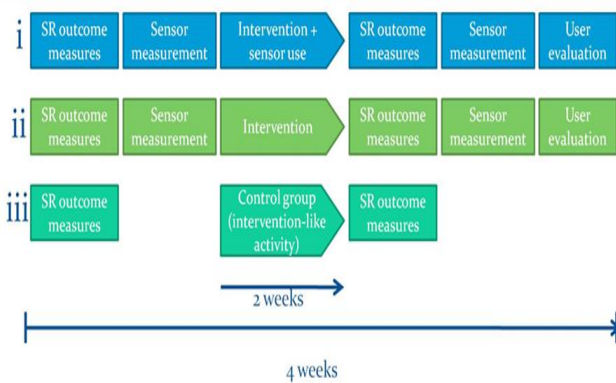 i
SR outcome
measures
Sensor
measurement
Intervention +
sensor use
SR outcome
measures
Sensor
measurement
User
evaluation
ii
SR outcome
measures
Sensor
measurement
Intervention
SR outcome
measures
Sensor
measurement
User
evaluation
iii
SR outcome
measures
Control group
(intervention-like
activity)
SR outcome
measures
2 weeks
4 weeks